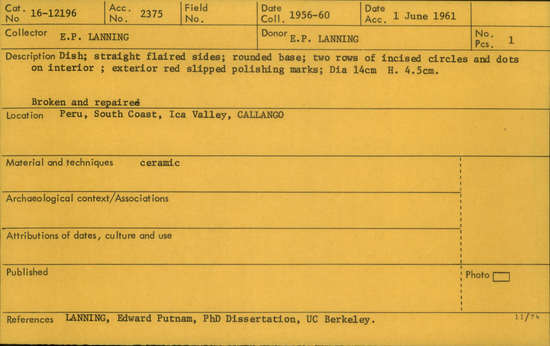 Cat. No 16-12196 Acc. No. 2375 Field No. Date Coll. 1956-60 Date Acc. 1 June 1961
Collector E.P. LANNING Donor E.P. LANNING No. Pcs. 1
Description Dish; straight flaired sides; rounded base; two rows of incised circles and dots
on interior ; exterior red slipped polishing marks; Dia 14cm H. 4.5cm.
Broken and repaired
Location Peru, South Coast, Ica Valley, CALLANGO
Material and techniques ceramic
Archaeological context/Associations
Attributions of dates, culture and use
Published Photo
References LANNING, Edward Putnam, PhD Dissertation, UC Berkeley.